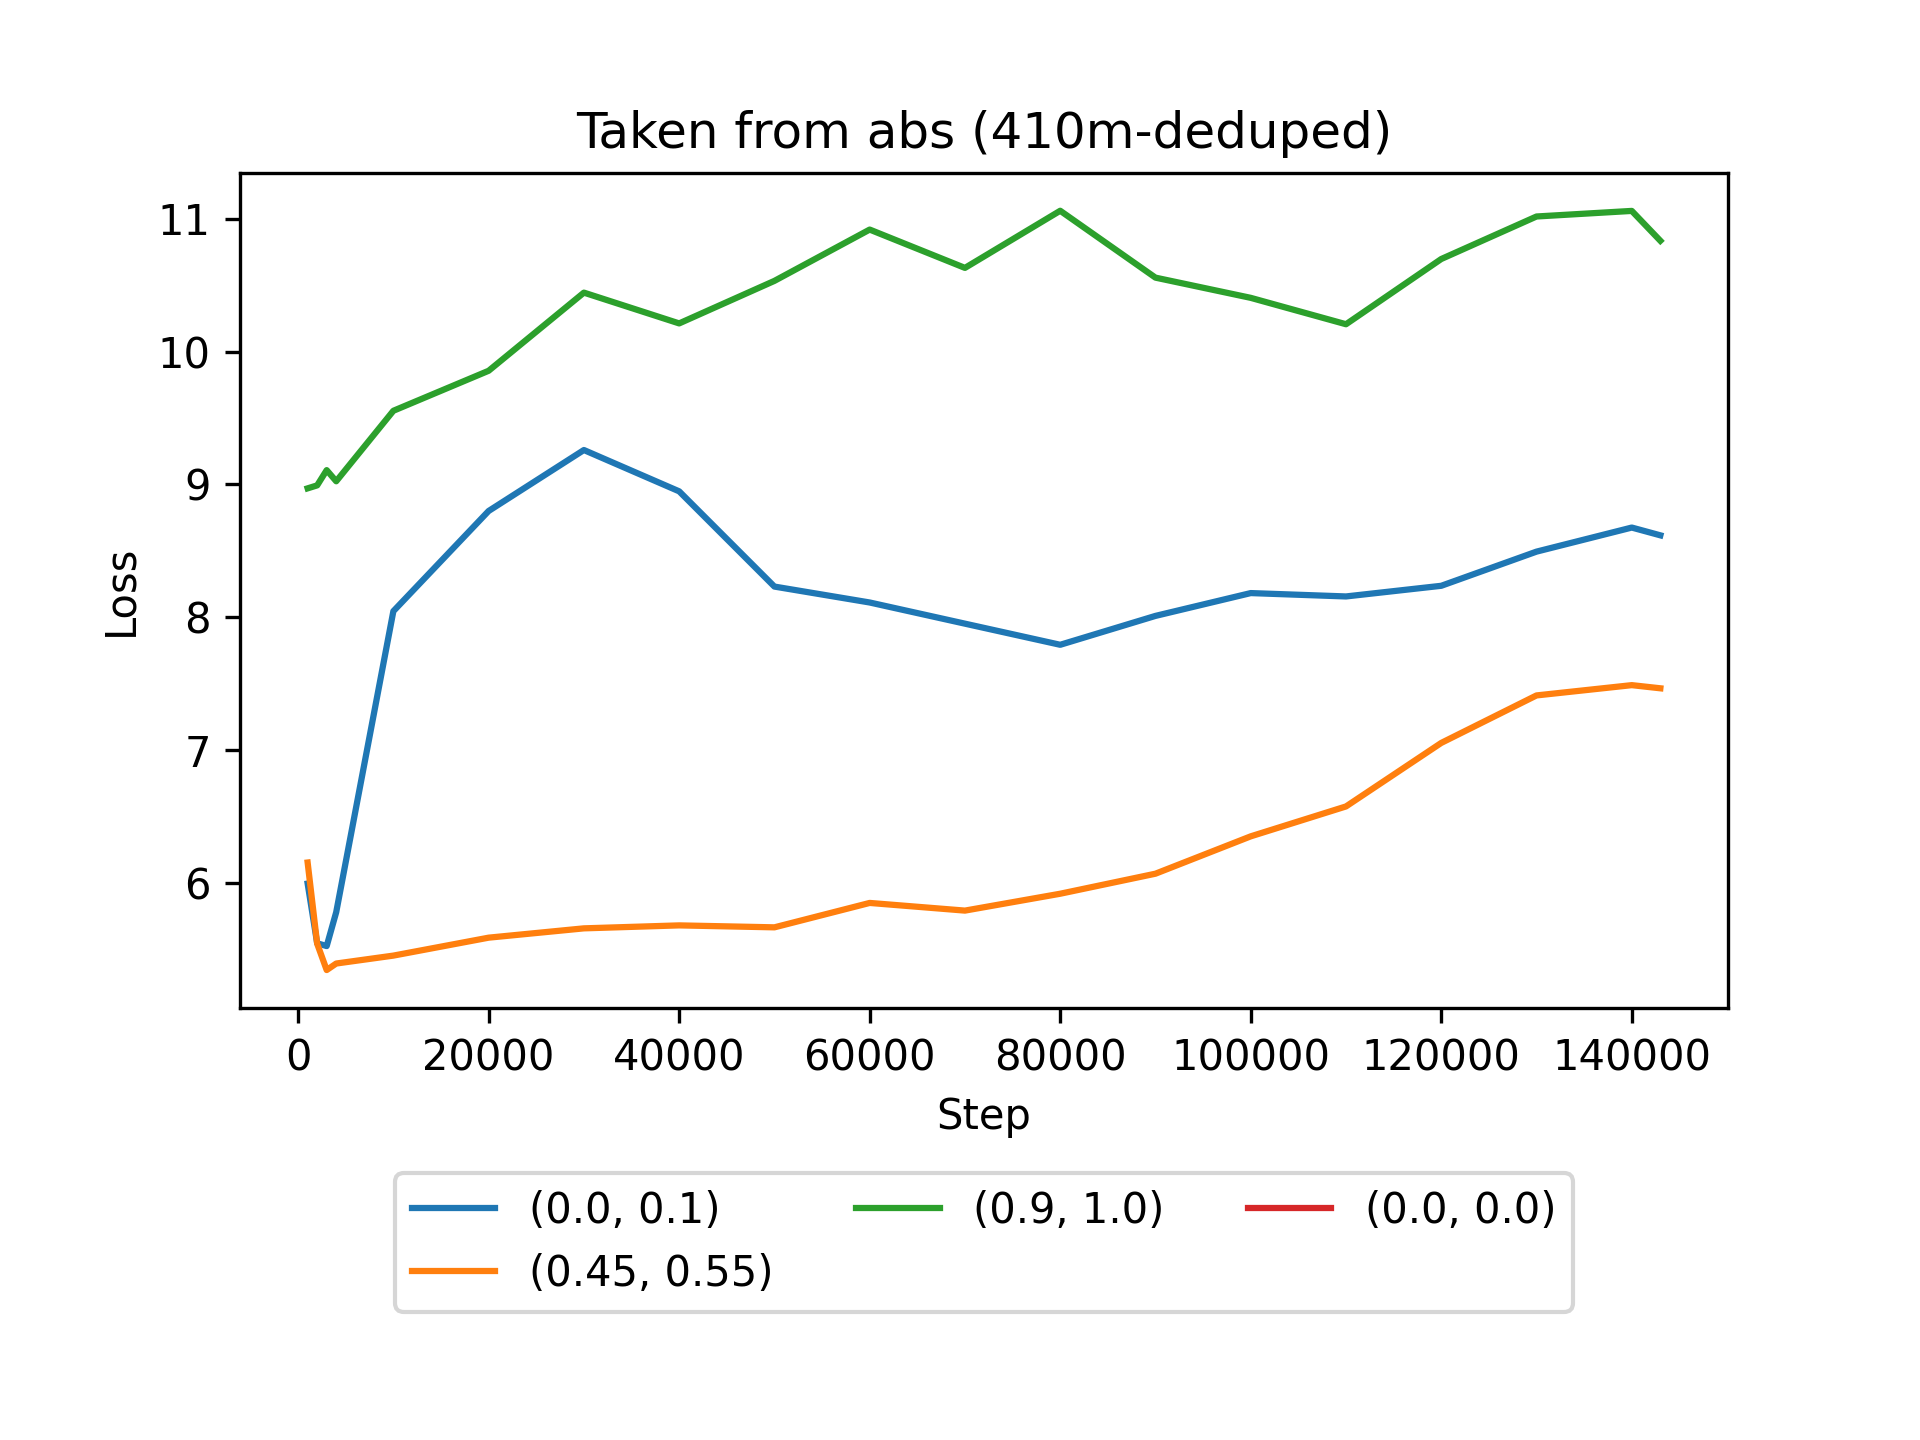 Taken from abs (410m-deduped)
11
10
9
8
7
6
Loss
0 20000 40000 60000 80000 100000 120000 140000
Step
(0.0, 0.1) (0.9, 1.0) (0.0, 0.0)
(0.45, 0.55)